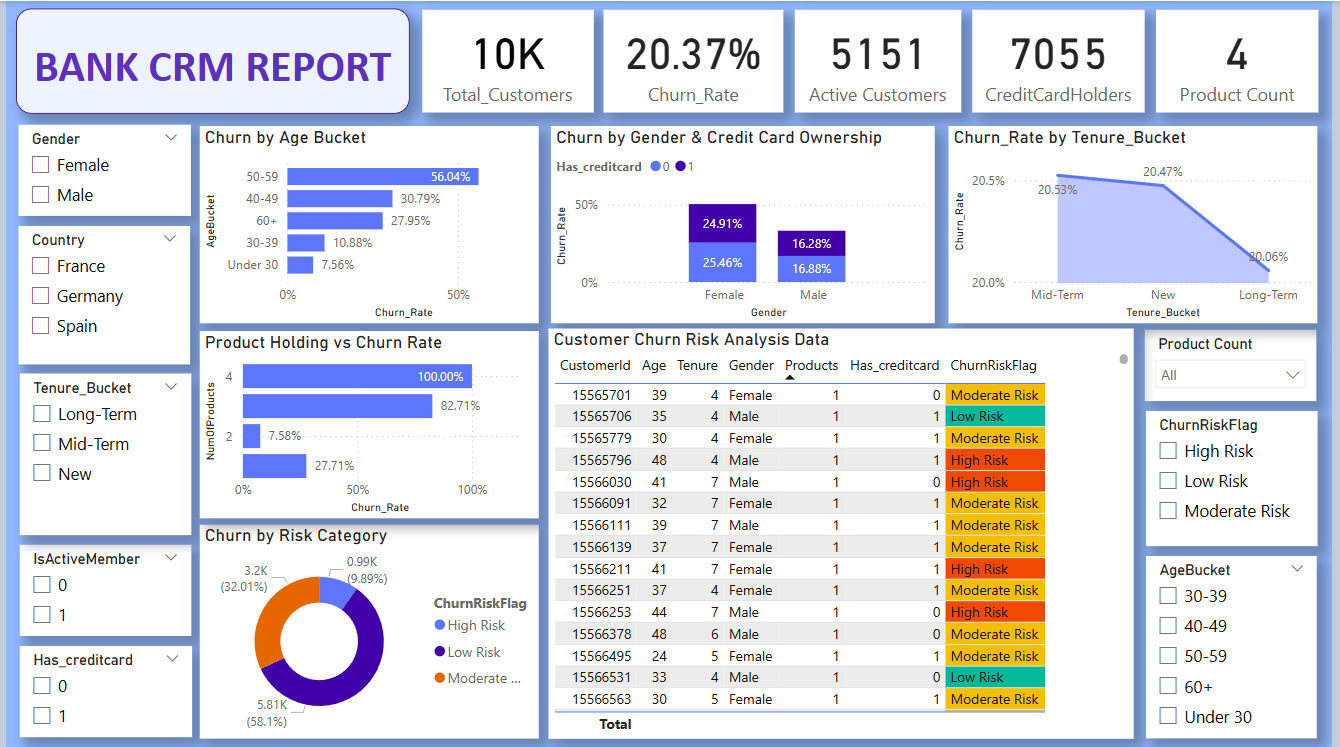 BANK CRM REPORT
10K
Total_Customers
20.37%
Churn_Rate
5151
Active Customers
7055
CreditCardHolders
4
Product Count
Gender
Female
Male
Country
France
Germany
Spain
Tenure_Bucket
Long-Term
Mid-Term
New
IsActiveMember
0
1
Has_creditcard
0
1
Churn by Age Bucket
AgeBucket
50-59 56.04%
40-49 30.79%
60+ 27.95%
30-39 10.88%
Under 30 7.56%
0% 50%
Churn_Rate
Churn by Gender & Credit Card Ownership
Has_creditcard 0 1
Churn_Rate
50%
0%
24.91%
25.46%
16.28%
16.88%
Female Male
Gender
Churn_Rate by Tenure_Bucket
Churn_Rate
20.5%
20.0%
20.53%
20.47%
20.06%
Mid-Term New Long-Term
Tenure_Bucket
Product Holding vs Churn Rate
NumOfProducts
4 100.00%
82.71%
2 7.58%
27.71%
0% 50% 100%
Churn_Rate
Churn by Risk Category
0.99K
(9.89%)
3.2K
(32.01%)
5.81K
(58.1%)
ChurnRiskFlag
High Risk
Low Risk
Moderate ...
Customer Churn Risk Analysis Data
CustomerId Age Tenure Gender Products Has_creditcard ChurnRiskFlag
15565701 39 4 Female 1 0 Moderate Risk
15565706 35 4 Male 1 1 Low Risk
15565779 30 4 Female 1 1 Moderate Risk
15565796 48 4 Male 1 1 High Risk
15566030 41 7 Male 1 0 High Risk
15566091 32 7 Female 1 1 Moderate Risk
15566111 39 7 Male 1 1 Moderate Risk
15566139 37 7 Female 1 1 Moderate Risk
15566211 41 7 Female 1 1 High Risk
15566251 37 4 Female 1 1 Moderate Risk
15566253 44 7 Male 1 0 High Risk
15566378 48 6 Male 1 0 Moderate Risk
15566495 24 5 Female 1 1 Moderate Risk
15566531 33 4 Male 1 0 Low Risk
15566563 30 5 Female 1 1 Moderate Risk
Total
Product Count
All
ChurnRiskFlag
High Risk
Low Risk
Moderate Risk
AgeBucket
30-39
40-49
50-59
60+
Under 30